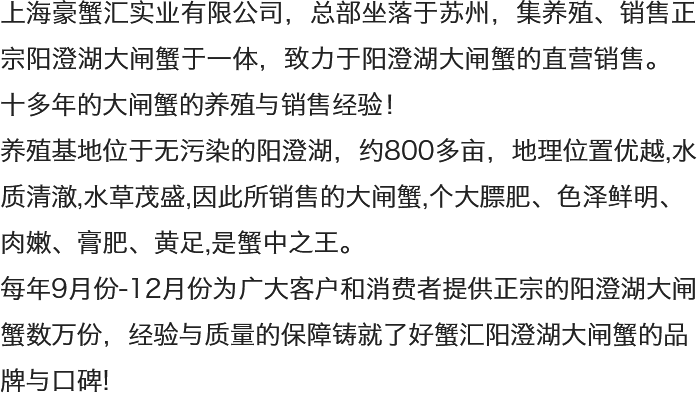 上海豪蟹汇实业有限公司，总部坐落于苏州，集养殖、销售正
宗阳澄湖大闸蟹于一体，致力于阳澄湖大闸蟹的直营销售。
十多年的大闸蟹的养殖与销售经验！
养殖基地位于无污染的阳澄湖，约800多亩，地理位置优越,水
质清澈,水草茂盛,因此所销售的大闸蟹,个大膘肥、色泽鲜明、
肉嫩、膏肥、黄足,是蟹中之王。
每年9月份-12月份为广大客户和消费者提供正宗的阳澄湖大闸
蟹数万份，经验与质量的保障铸就了好蟹汇阳澄湖大闸蟹的品
牌与口碑!